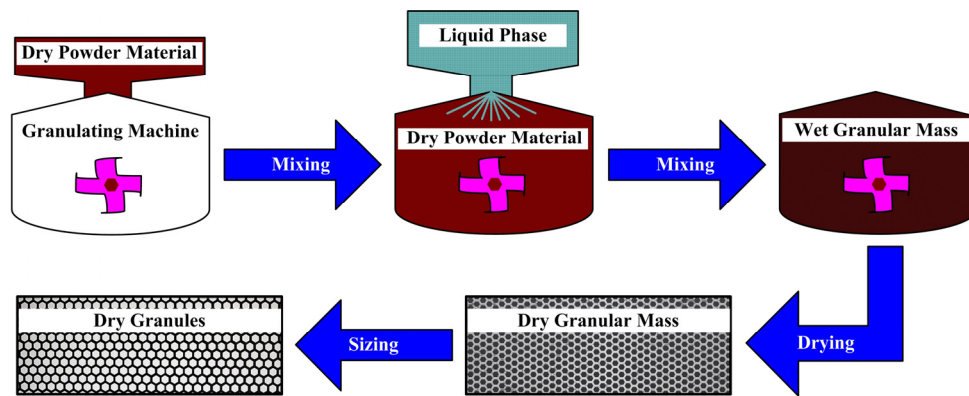 Dry Powder Material
Granulating Machine
Mixing
Liquid Phase
Dry Powder Material
Mixing
Wet Granular Mass
Drying
Dry Granular Mass
Sizing
Dry Granules